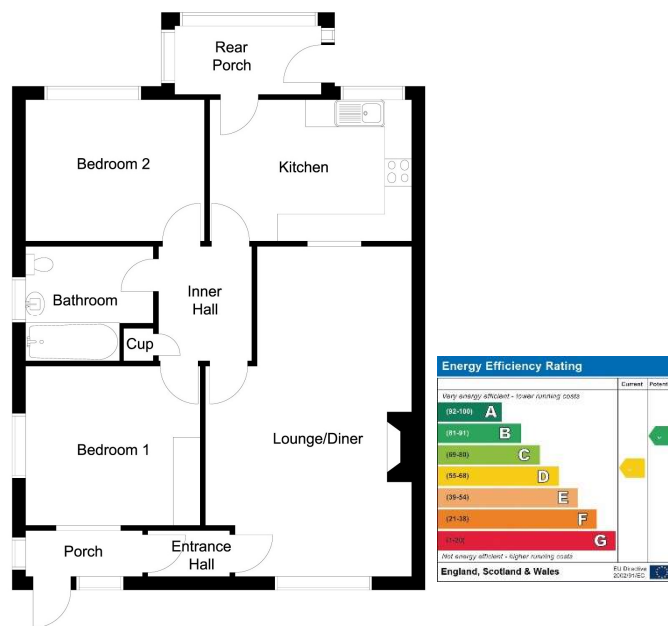 Rear
Porch
Bedroom 2
Kitchen
Bathroom
Inner
Hall
Cup
Bedroom 1
Lounge/Diner
Porch
Entrance
Hall
Energy Efficiency Rating
Current Potent
Very energy efficient - lower running costs
(92-100) A
(81-91) B
(69-80) C
(55-68) D
(39-54) E
(21-38) F
(1-20) G
Not energy efficient - higher running costs
England, Scotland & Wales
EU Directive
2002/91/EC